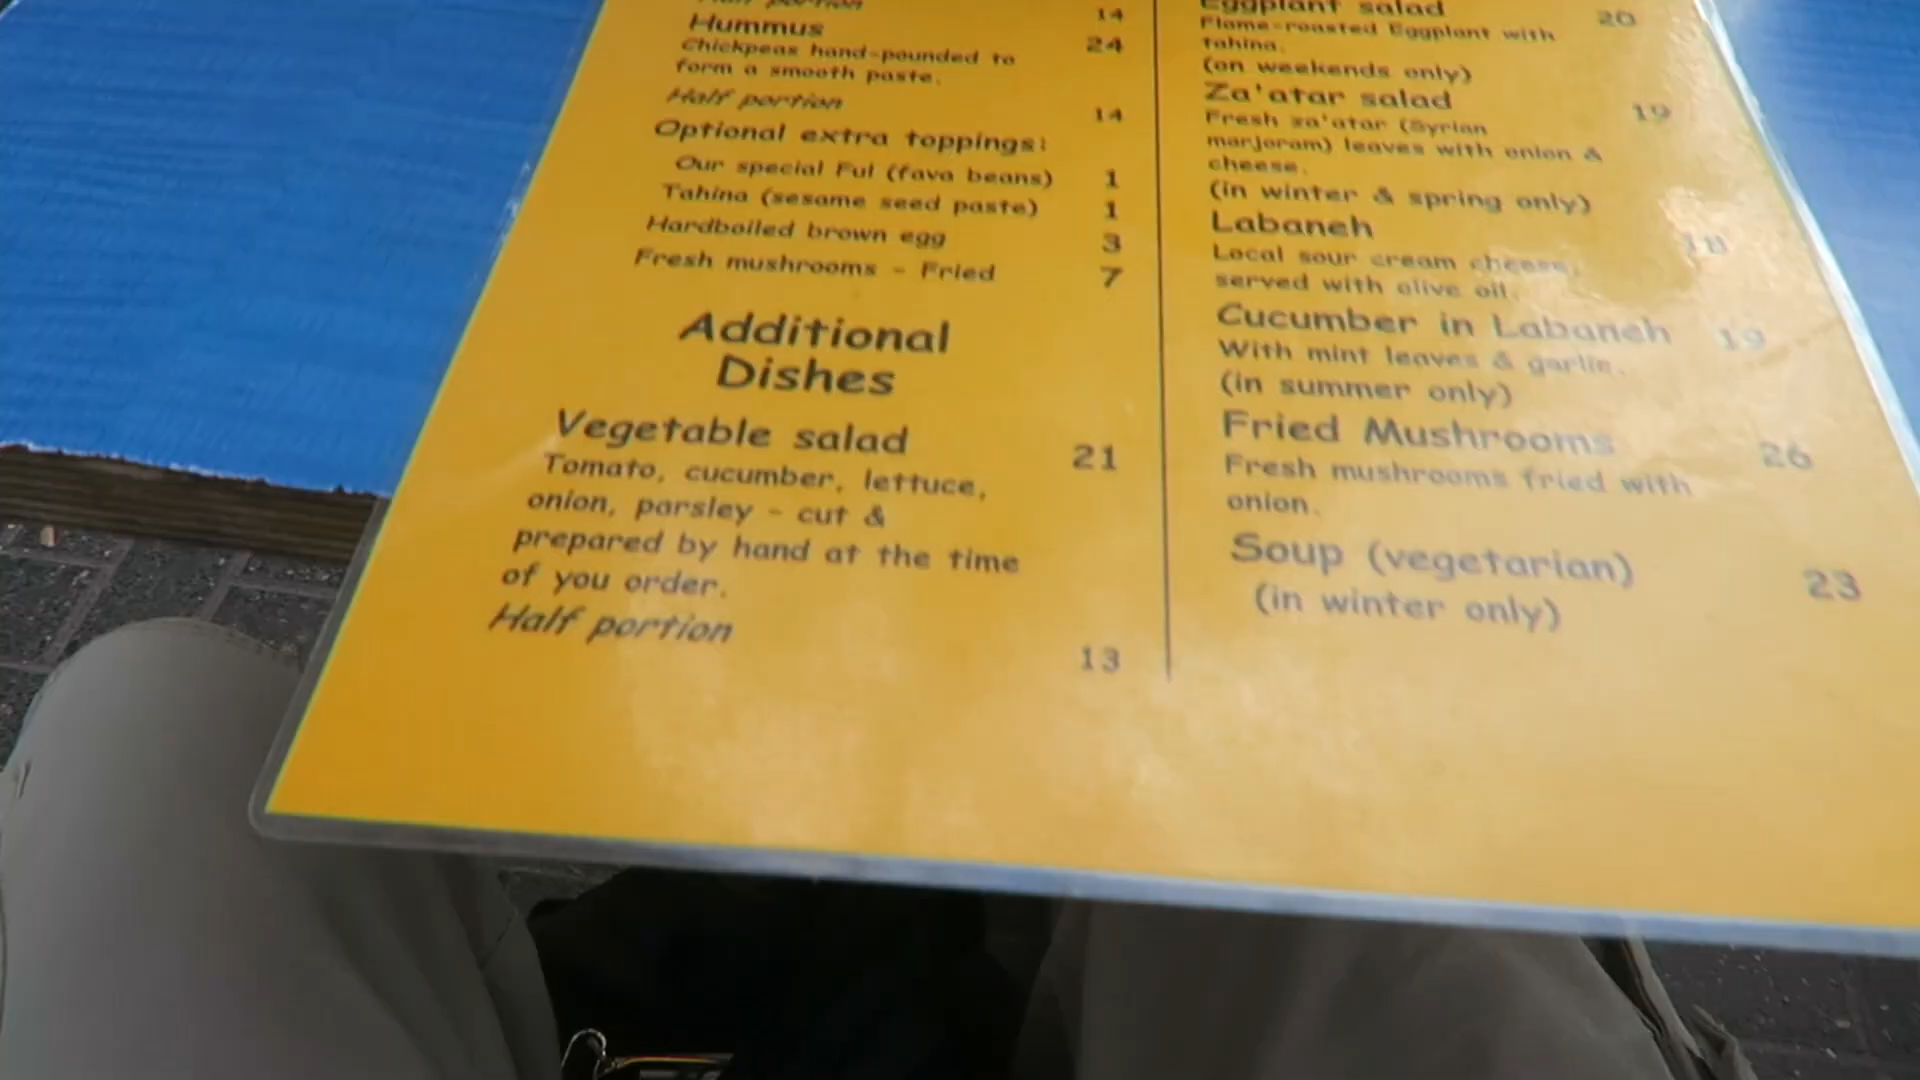 Half portion 14
Hummus 24
Chickpeas hand-pounded to
form a smooth paste.
Half portion 14
Optional extra toppings:
Our special Ful (fava beans) 1
Tahina (sesame seed paste) 1
Hardboiled brown egg 3
Fresh mushrooms - Fried 7
Additional
Dishes
Vegetable salad 21
Tomato, cucumber, lettuce,
onion, parsley - cut &
prepared by hand at the time
of you order.
Half portion 13
Eggplant salad 20
Flame-roasted Eggplant with
tahina.
(on weekends only)
Za'atar salad 19
Fresh za'atar (Syrian
marjoram) leaves with onion &
cheese.
(in winter & spring only)
Labaneh 18
Local sour cream cheese,
served with olive oil.
Cucumber in Labaneh 19
With mint leaves & garlic.
(in summer only)
Fried Mushrooms 26
Fresh mushrooms fried with
onion.
Soup (vegetarian) 23
(in winter only)